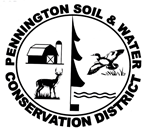 PENNINGTON SOIL & WATER
CONSERVATION DISTRICT